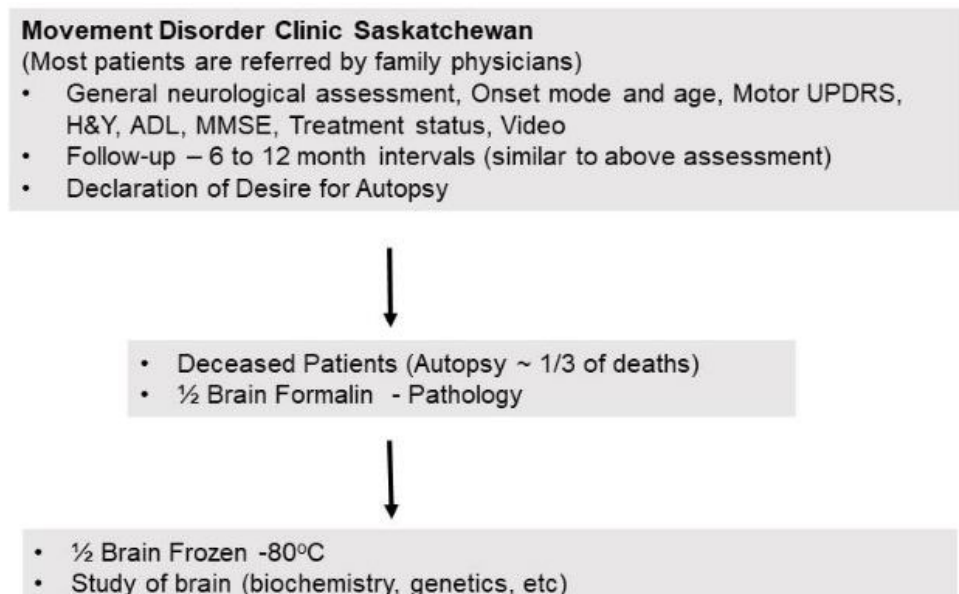 Movement Disorder Clinic Saskatchewan
(Most patients are referred by family physicians)
• General neurological assessment, Onset mode and age, Motor UPDRS,
H&Y, ADL, MMSE, Treatment status, Video
• Follow-up – 6 to 12 month intervals (similar to above assessment)
• Declaration of Desire for Autopsy
• Deceased Patients (Autopsy ~ 1/3 of deaths)
• ½ Brain Formalin - Pathology
• ½ Brain Frozen -80ºC
• Study of brain (biochemistry, genetics, etc)